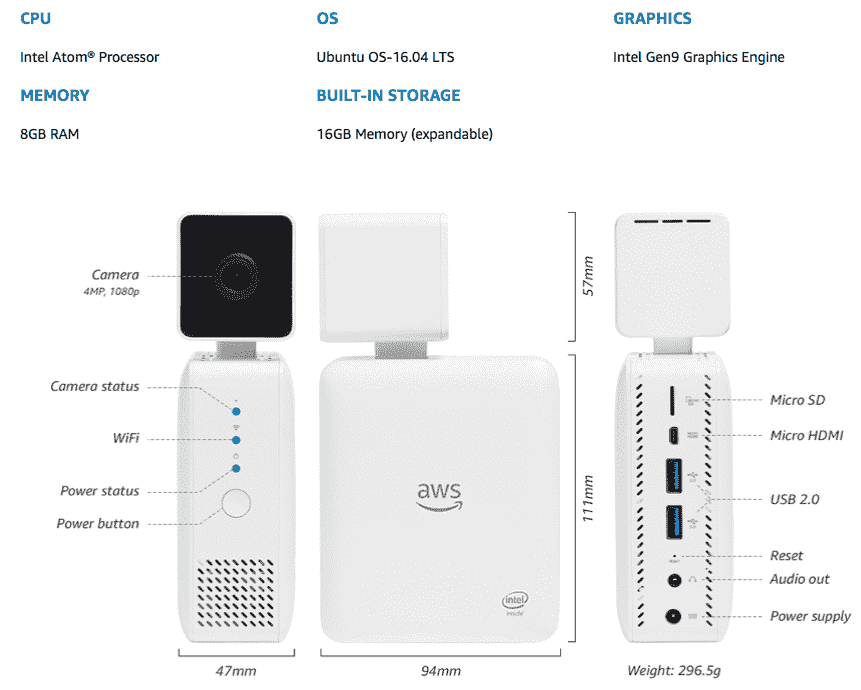 CPU
OS
GRAPHICS
Intel Atom® Processor
Ubuntu OS-16.04 LTS
Intel Gen9 Graphics Engine
MEMORY
BUILT-IN STORAGE
8GB RAM
16GB Memory (expandable)
Camera
4MP, 1080p
57mm
Camera status
WiFi
Power status
Power button
aws
intel
inside
111mm
Micro SD
Micro HDMI
USB 2.0
Reset
Audio out
Power supply
47mm
94mm
Weight: 296.5g